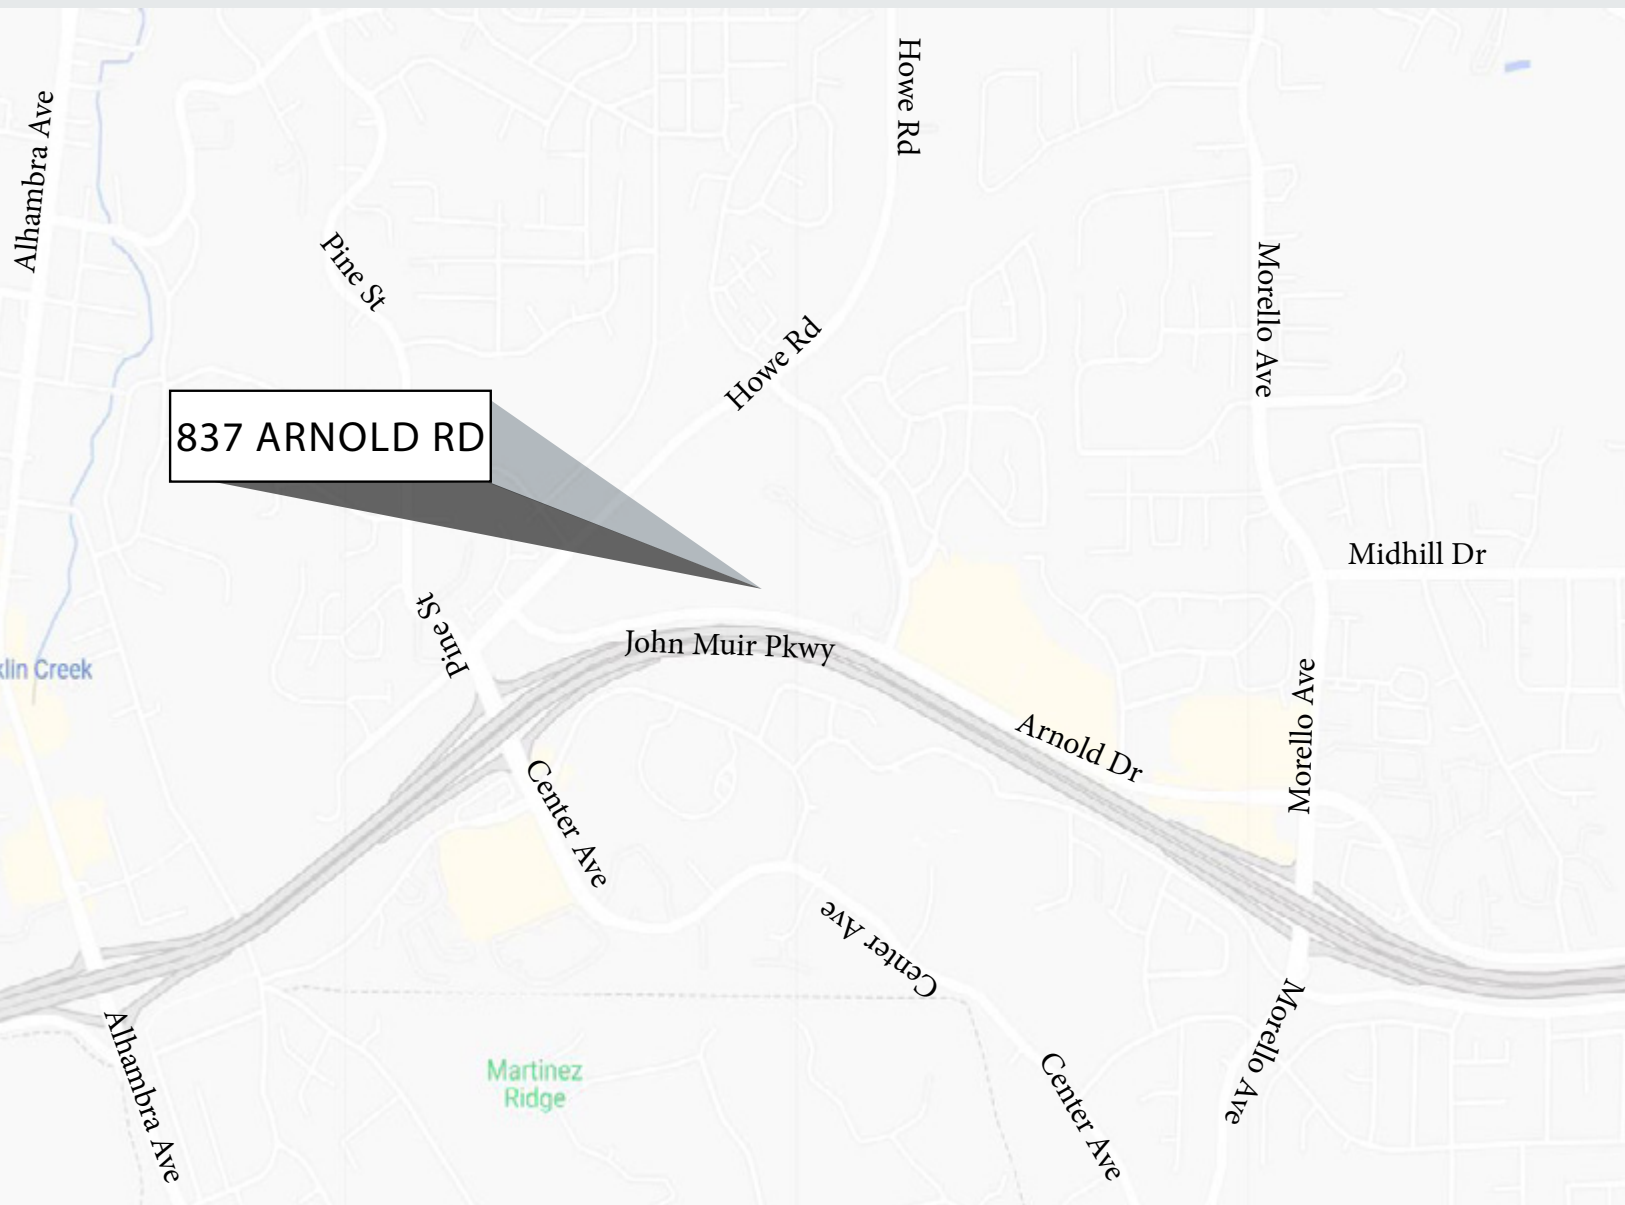 Howe Rd
Alhambra Ave
Pine St
Morello Ave
Howe Rd
837 ARNOLD RD
Midhill Dr
Pine St
John Muir Pkwy
klin Creek
Morello Ave
Arnold Dr
Center Ave
Center Ave
Morello Ave
Alhambra Ave
Martinez
Ridge
Center Ave